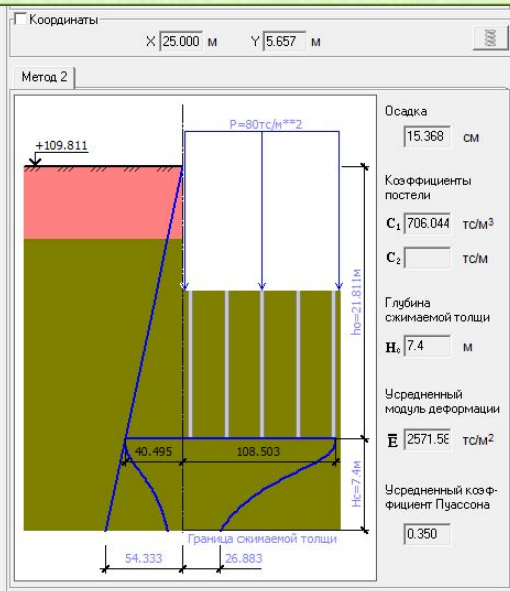 Координаты
X 25.000 м Y 5.657 м
Метод 2
P=80тс/м**2
+109.811
ho=21.811м
40.495
108.503
Hc=7.4м
Граница сжимаемой толщи
54.333
26.883
Осадка
15.368 см
Коэффициенты
постели
C1 706.044 тс/м3
C2 тс/м
Глубина
сжимаемой толщи
Hc 7.4 м
Усредненный
модуль деформации
E 2571.58 тс/м2
Усредненный коэф-
фициент Пуассона
0.350